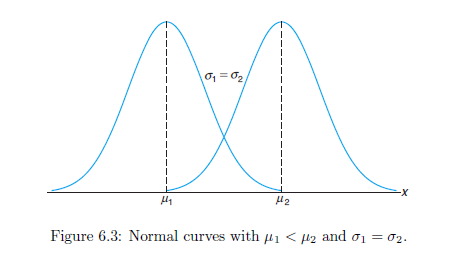 σ₁ = σ₂
x
μ₁
μ₂
Figure 6.3: Normal curves with μ₁ < μ₂ and σ₁ = σ₂.